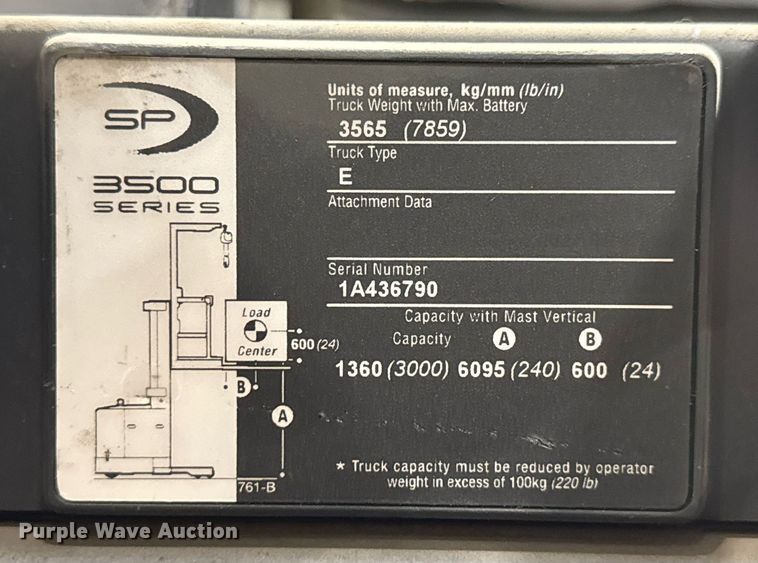 SP
3500
SERIES
Load
Center
600 (24)
B
A
761-B
Units of measure, kg/mm (lb/in)
Truck Weight with Max. Battery
3565 (7859)
Truck Type
E
Attachment Data
Serial Number
1A436790
Capacity with Mast Vertical
Capacity A B
1360 (3000) 6095 (240) 600 (24)
* Truck capacity must be reduced by operator
weight in excess of 100kg (220 lb)
Purple Wave Auction